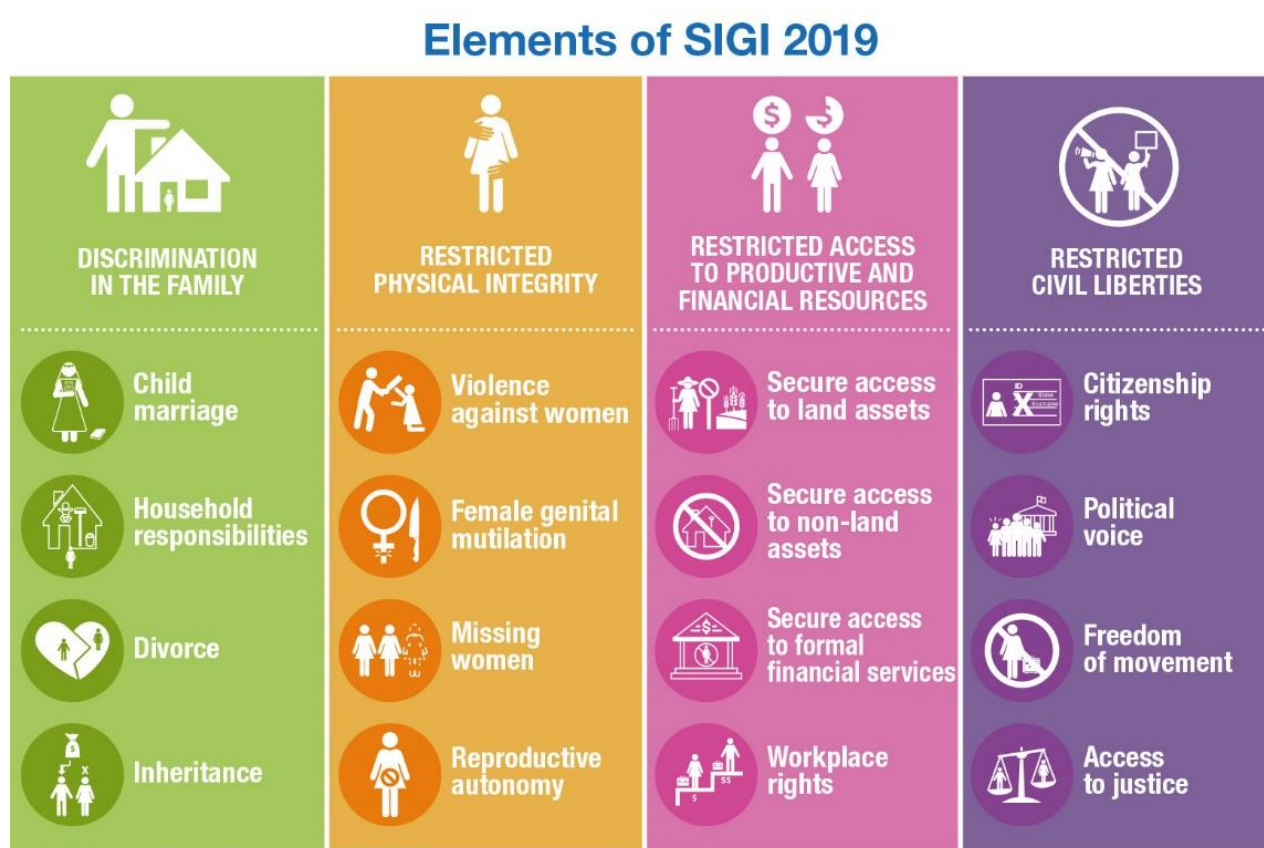 Elements of SIGI 2019
DISCRIMINATION
IN THE FAMILY
Child
marriage
Household
responsibilities
Divorce
$
X
Inheritance
RESTRICTED
PHYSICAL INTEGRITY
Violence
against women
Female genital
mutilation
Missing
women
Reproductive
autonomy
$ $
RESTRICTED ACCESS
TO PRODUCTIVE AND
FINANCIAL RESOURCES
Secure access
to land assets
Secure access
to non-land
assets
$
Secure access
to formal
financial services
$ $$
Workplace
rights
RESTRICTED
CIVIL LIBERTIES
ID
X
Name
Citizenship
rights
Political
voice
Freedom
of movement
Access
to justice